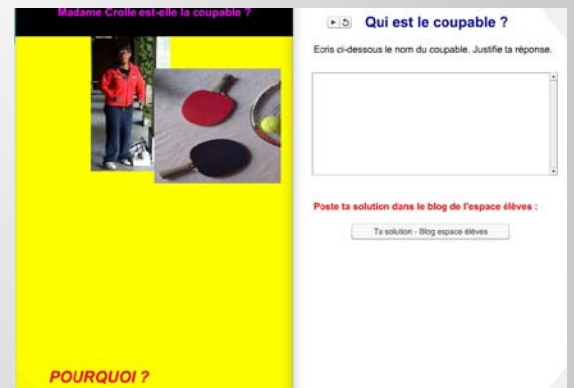 Madame Crolle est-elle la coupable ?
POURQUOI ?
Qui est le coupable ?
Ecris ci-dessous le nom du coupable. Justifie ta réponse.
Poste ta solution dans le blog de l'espace élèves :
Ta solution - Blog espace élèves